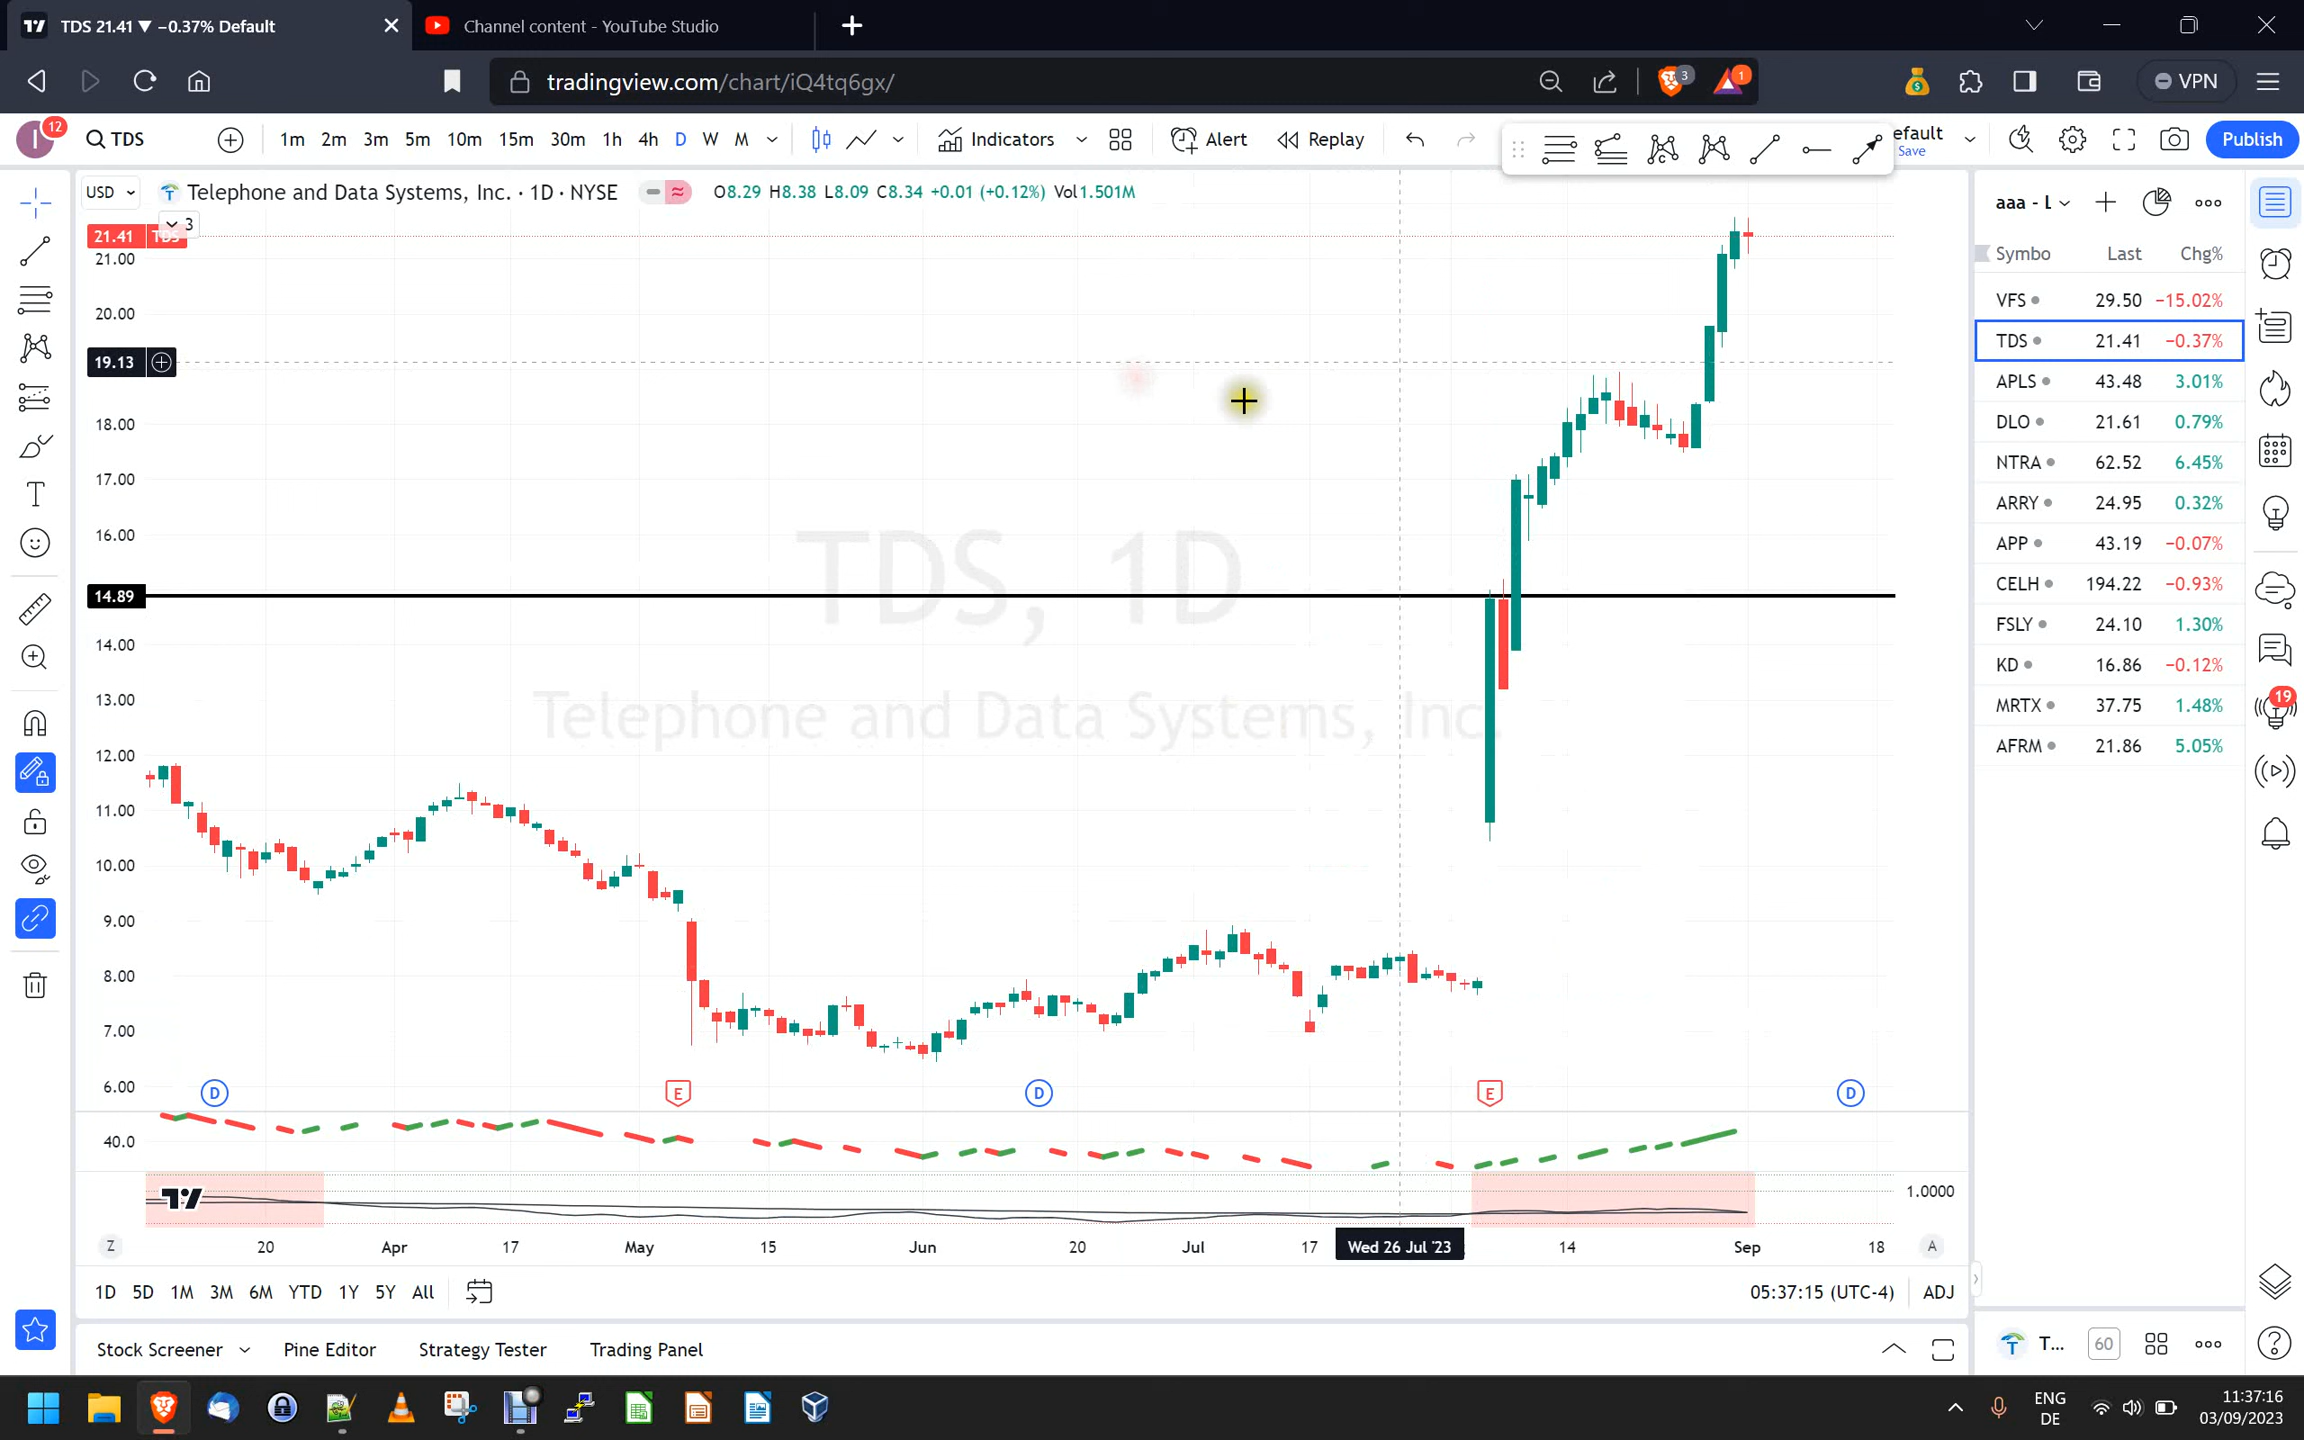 TDS 21.41 ▼ −0.37% Default
Channel content - YouTube Studio
tradingview.com/chart/iQ4tq6gx/
3
1
VPN
I
12
TDS
1m 2m 3m 5m 10m 15m 30m 1h 4h D W M
Indicators
Alert
Replay
efault
Save
Publish
USD
Telephone and Data Systems, Inc. · 1D · NYSE
O8.29 H8.38 L8.09 C8.34 +0.01 (+0.12%) Vol1.501M
3
21.41 TDS
21.00
20.00
19.13
18.00
17.00
16.00
14.89
14.00
13.00
12.00
11.00
10.00
9.00
8.00
7.00
6.00
TDS, 1D
Telephone and Data Systems, Inc.
D E D E D
40.0
1.0000
Z 20 Apr 17 May 15 Jun 20 Jul 17 Wed 26 Jul '23 14 Sep 18 A
1D 5D 1M 3M 6M YTD 1Y 5Y All
05:37:15 (UTC-4) ADJ
Stock Screener Pine Editor Strategy Tester Trading Panel
aaa - L
Symbo Last Chg%
VFS 29.50 −15.02%
TDS 21.41 −0.37%
APLS 43.48 3.01%
DLO 21.61 0.79%
NTRA 62.52 6.45%
ARRY 24.95 0.32%
APP 43.19 −0.07%
CELH 194.22 −0.93%
FSLY 24.10 1.30%
KD 16.86 −0.12%
MRTX 37.75 1.48%
AFRM 21.86 5.05%
19
T... 60
ENG
DE
11:37:16
03/09/2023